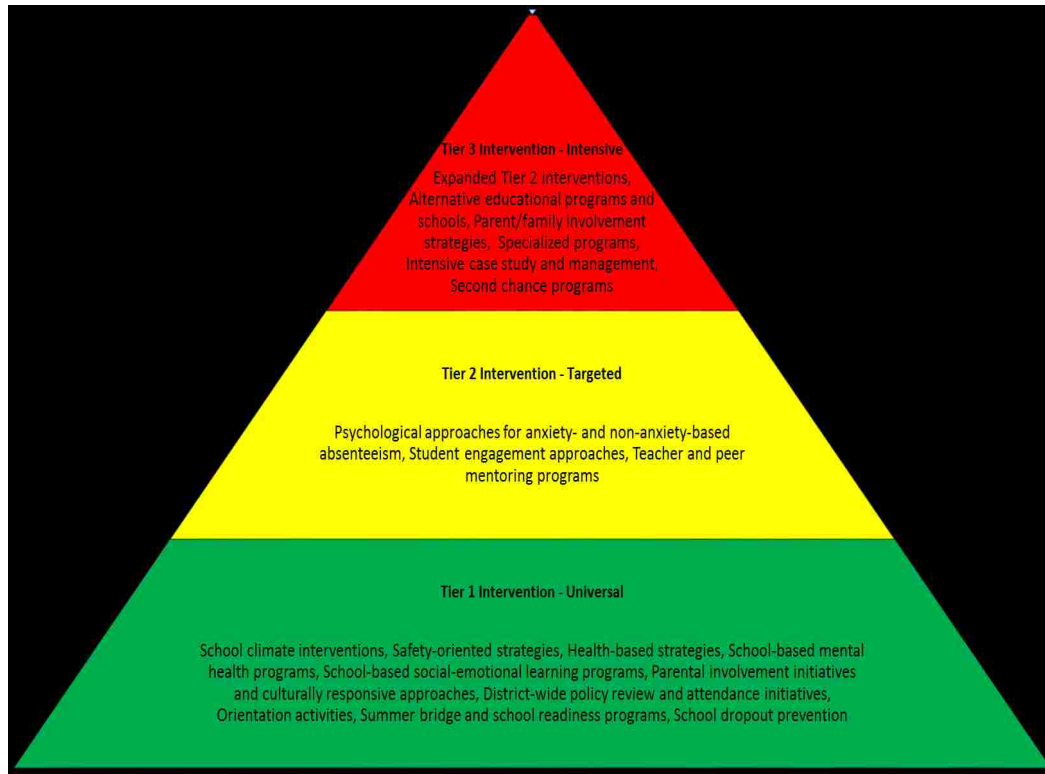 Tier 3 Intervention - Intensive
Expanded Tier 2 interventions,
Alternative educational programs and
schools, Parent/family involvement
strategies,  Specialized programs,
Intensive case study and management,
Second chance programs
Tier 2 Intervention - Targeted
Psychological approaches for anxiety- and non-anxiety-based
absenteeism, Student engagement approaches, Teacher and peer
mentoring programs
Tier 1 Intervention - Universal
School climate interventions, Safety-oriented strategies, Health-based strategies, School-based mental
health programs, School-based social-emotional learning programs, Parental involvement initiatives
and culturally responsive approaches, District-wide policy review and attendance initiatives,
Orientation activities, Summer bridge and school readiness programs, School dropout prevention